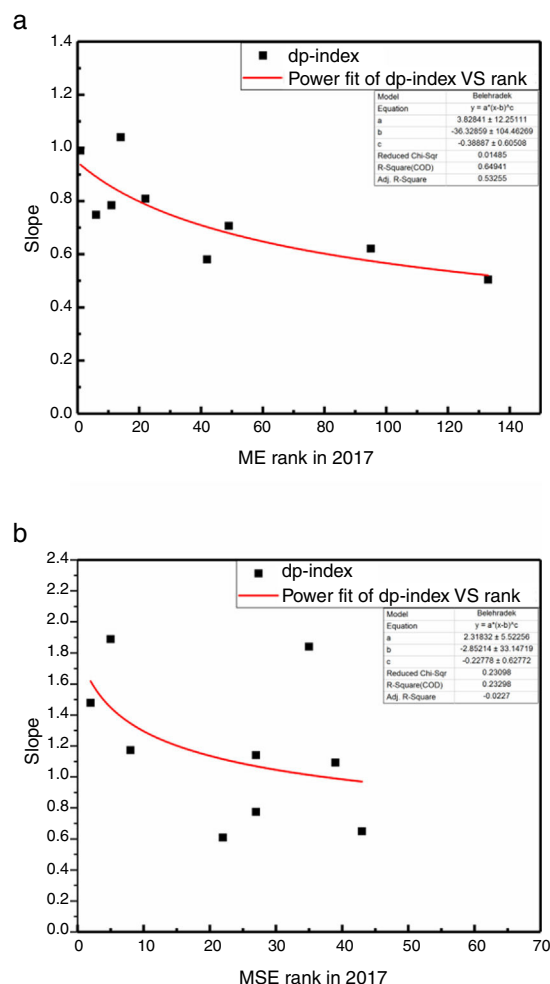 a
1.4
1.2
1.0
0.8
0.6
0.4
0.2
0.0
Slope
dp-index
Power fit of dp-index VS rank
Model Belehradek
Equation y = a*(x-b)^c
a 3.82841 ± 12.25111
b -36.32859 ± 104.46269
c -0.38887 ± 0.60508
Reduced Chi-Sqr 0.01485
R-Square(COD) 0.64941
Adj. R-Square 0.53255
0 20 40 60 80 100 120 140
ME rank in 2017
b
2.4
2.2
2.0
1.8
1.6
1.4
1.2
1.0
0.8
0.6
0.4
0.2
0.0
Slope
dp-index
Power fit of dp-index VS rank
Model Belehradek
Equation y = a*(x-b)^c
a 2.31832 ± 5.52256
b -2.85214 ± 33.14719
c -0.22778 ± 0.62772
Reduced Chi-Sqr 0.23098
R-Square(COD) 0.23298
Adj. R-Square -0.0227
0 10 20 30 40 50 60 70
MSE rank in 2017